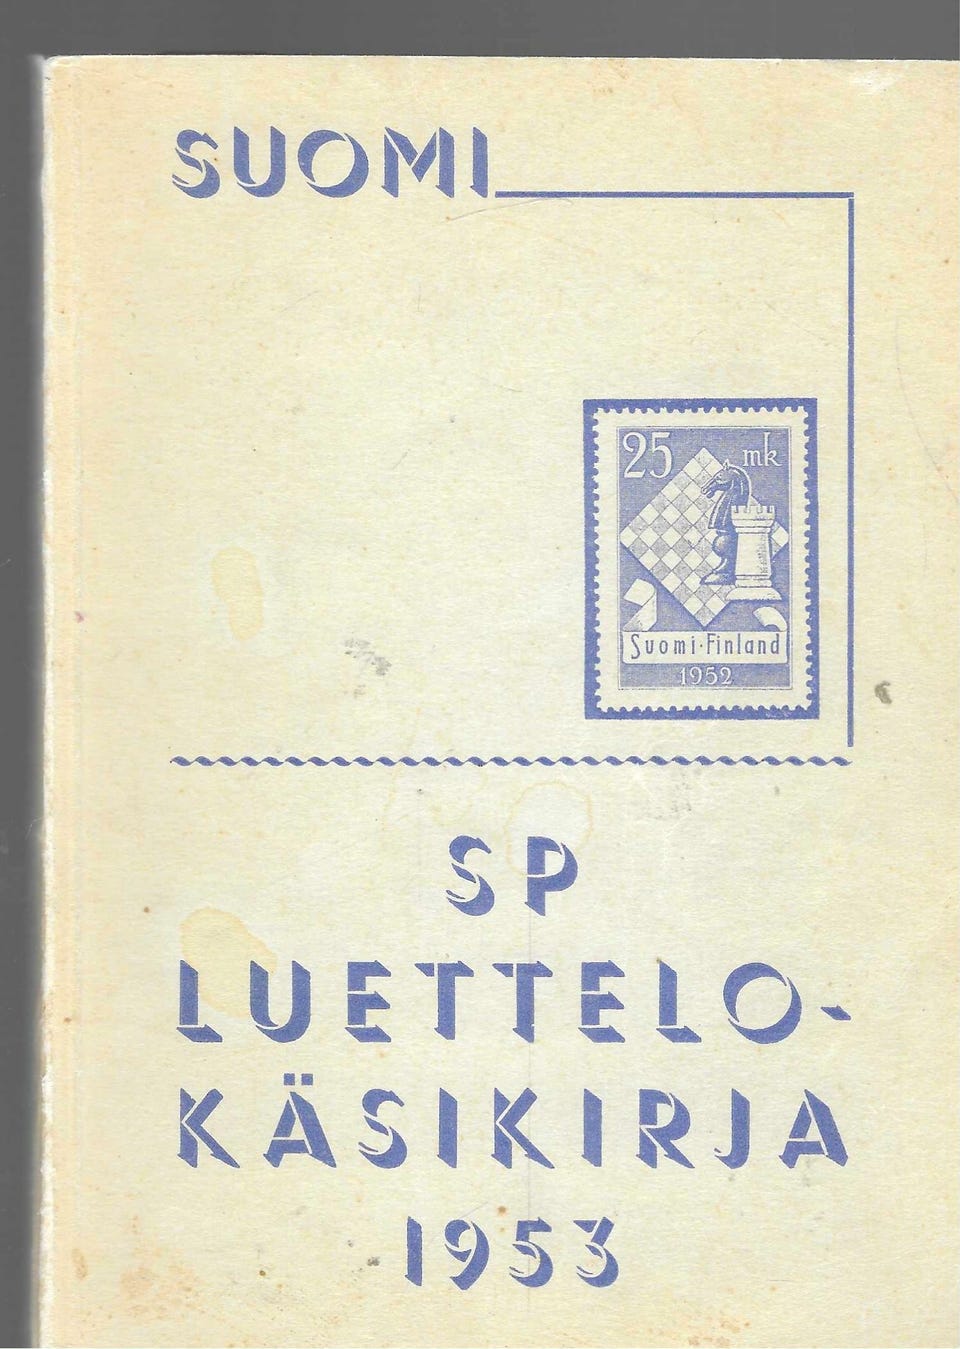 SUOMI
25 mk
Suomi·Finland
1952
SP
LUETTELO-
KÄSIKIRJA
1953